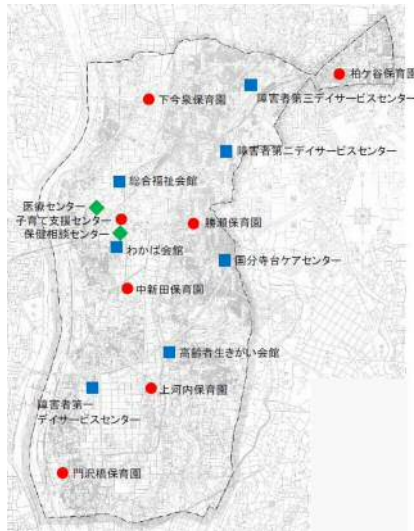 柏ケ谷保育園
下今泉保育園
障害者第三デイサービスセンター
障害者第二デイサービスセンター
総合福祉会館
医療センター
子育て支援センター
保健相談センター
勝瀬保育園
わかば会館
国分寺台ケアセンター
中新田保育園
高齢者生きがい会館
上河内保育園
障害者第一
デイサービスセンター
門沢橋保育園